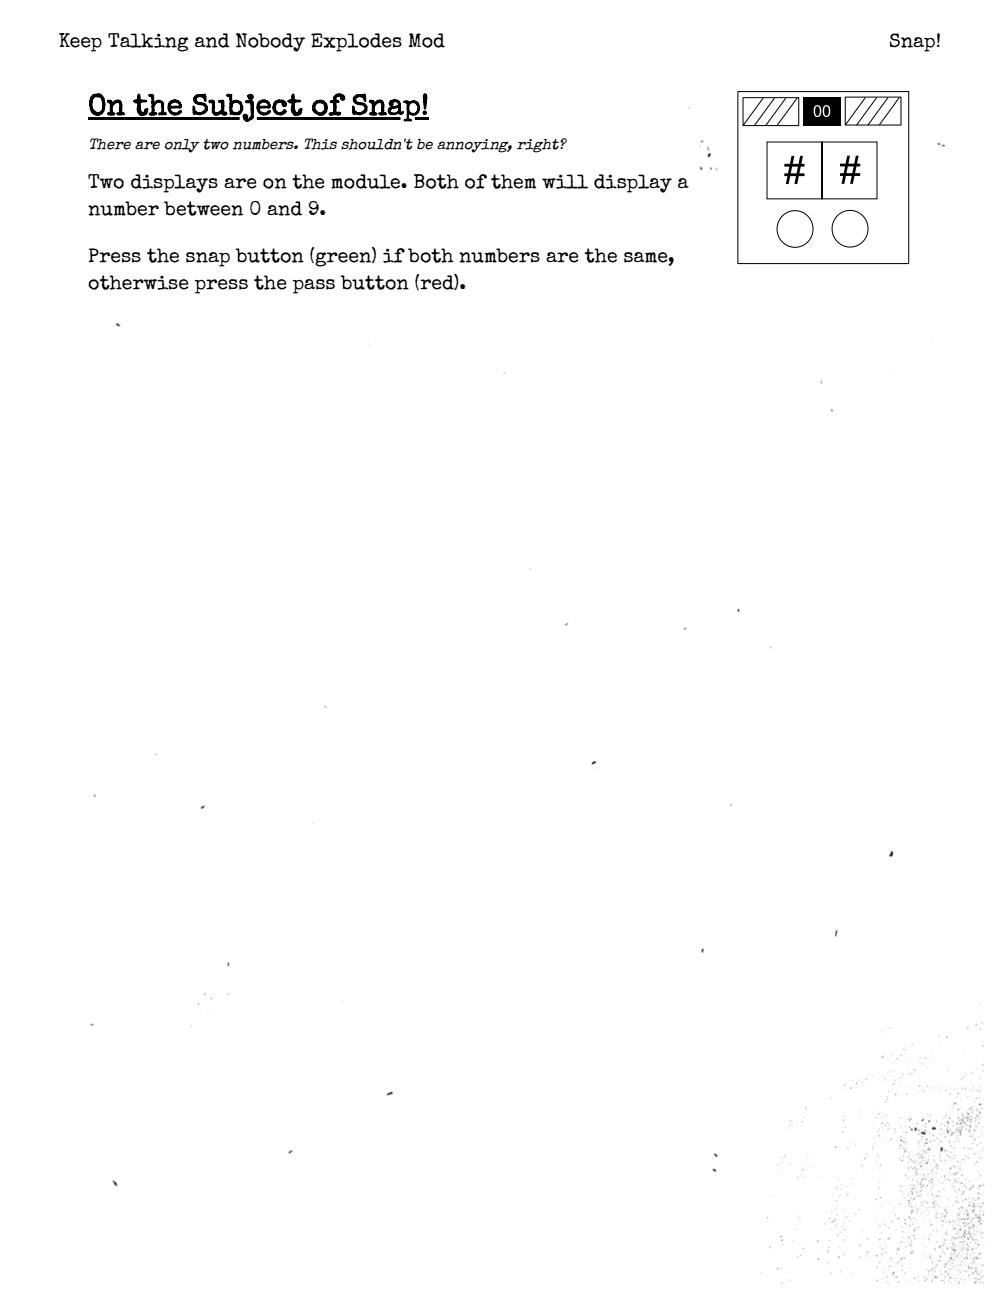 Keep Talking and Nobody Explodes Mod
Snap!
On the Subject of Snap!
There are only two numbers. This shouldn't be annoying, right?
Two displays are on the module. Both of them will display a
number between 0 and 9.
Press the snap button (green) if both numbers are the same,
otherwise press the pass button (red).
00
# #